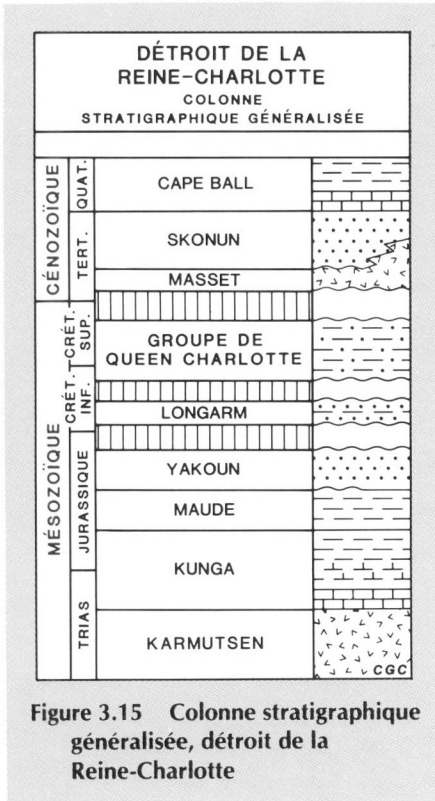 DÉTROIT DE LA
REINE-CHARLOTTE
COLONNE
STRATIGRAPHIQUE GÉNÉRALISÉE
CÉNOZOÏQUE
QUAT.
CAPE BALL
TERT.
SKONUN
MASSET
MÉSOZOÏQUE
CRÉT.
SUP.
GROUPE DE
QUEEN CHARLOTTE
CRÉT.
INF.
LONGARM
JURASSIQUE
YAKOUN
MAUDE
KUNGA
TRIAS
KARMUTSEN
CGC
Figure 3.15 Colonne stratigraphique
généralisée, détroit de la
Reine-Charlotte